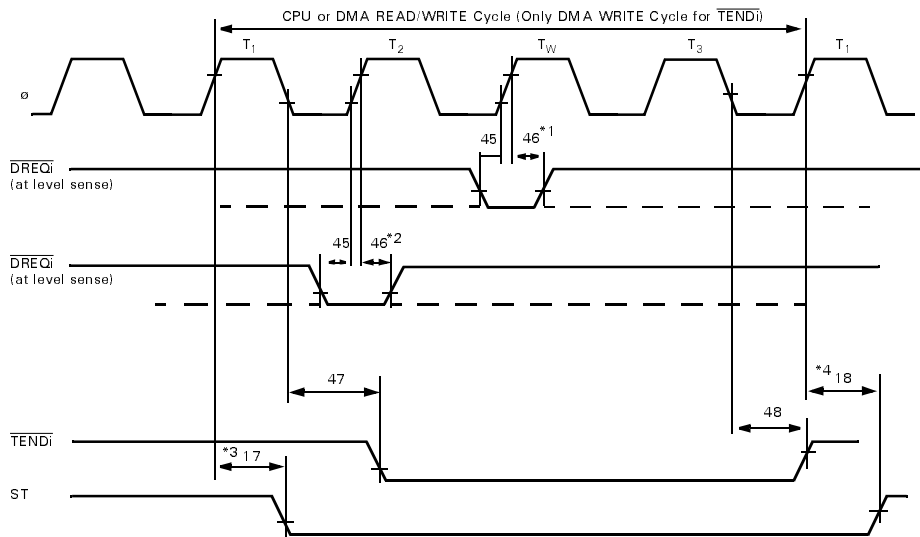 CPU or DMA READ/WRITE Cycle (Only DMA WRITE Cycle for TENDi)
T1 T2 TW T3 T1
ø
45 46*1
DREQi
(at level sense)
45 46*2
DREQi
(at level sense)
47
*4 18
48
TENDi
*3 17
ST